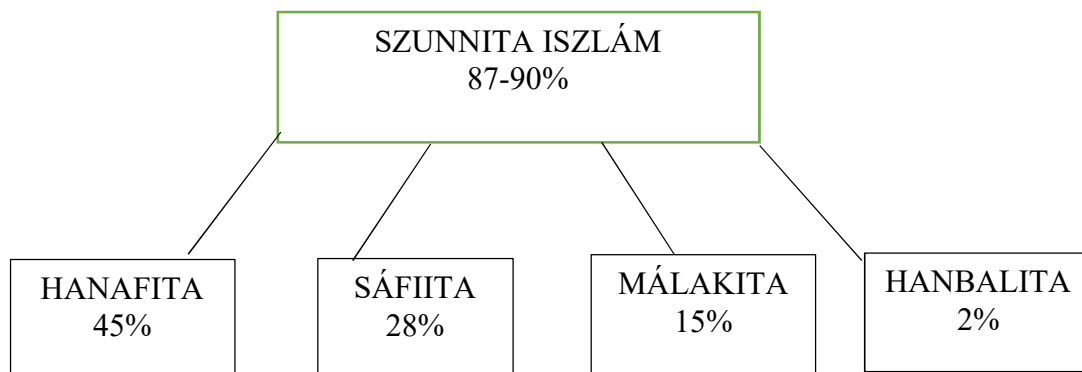 SZUNNITA ISZLÁM
87-90%
HANAFITA
45%
SÁFIITA
28%
MÁLAKITA
15%
HANBALITA
2%